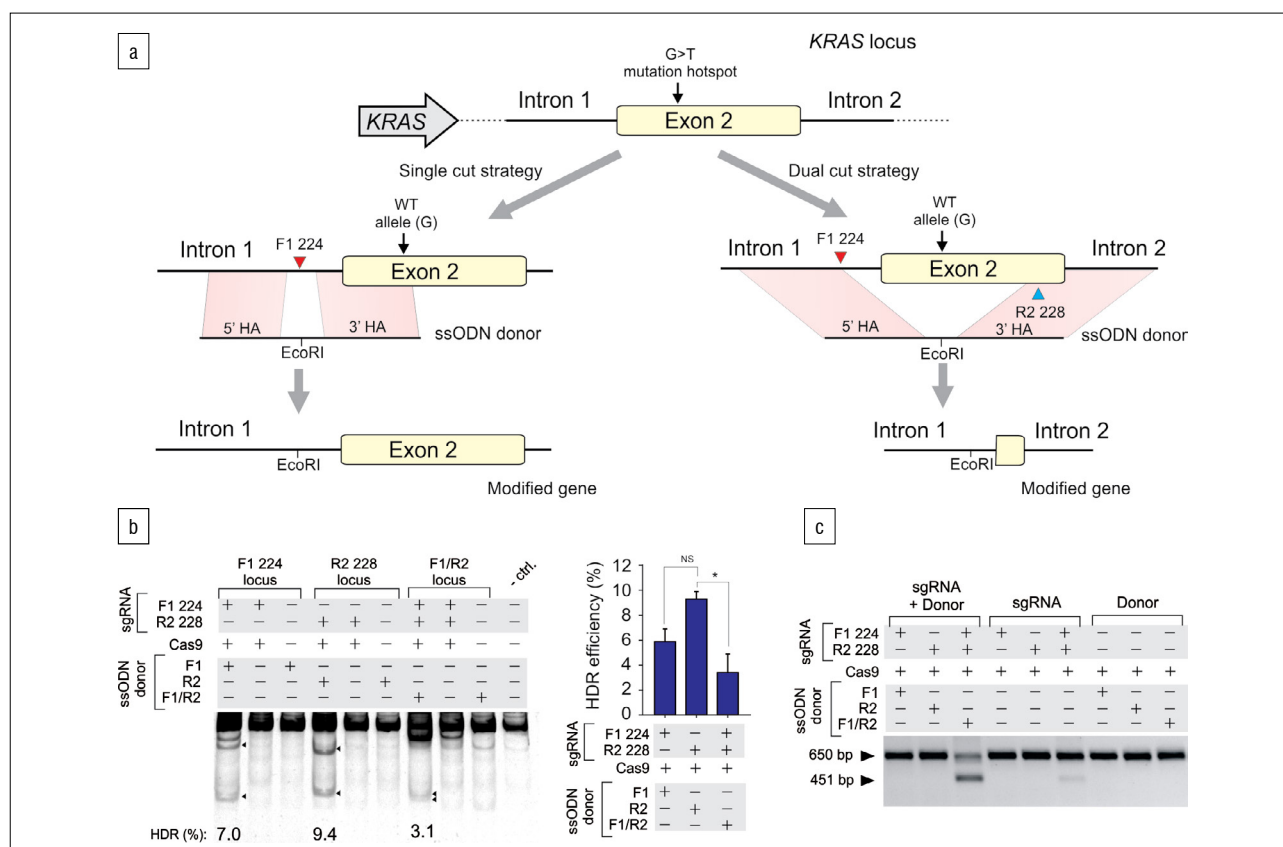 a
KRAS locus
G>T
mutation hotspot
Intron 1
Intron 2
KRAS
Exon 2
Single cut strategy
Dual cut strategy
WT
allele (G)
Intron 1
F1 224
Exon 2
5' HA
3' HA
ssODN donor
EcoRI
Intron 1
Exon 2
EcoRI
Modified gene
WT
allele (G)
Intron 1
Intron 2
F1 224
Exon 2
R2 228
5' HA
3' HA
ssODN donor
EcoRI
Intron 1
Intron 2
EcoRI
Modified gene
b
F1 224 locus
R2 228 locus
F1/R2 locus
- ctrl.
sgRNA
F1 224 + + – – – – + + – –
R2 228 – – – + + – + + – –
Cas9 + + – + + – + + – –
ssODN donor
F1 + – + – – – – – – –
R2 – – – + – + – – – –
F1/R2 – – – – – – + – + –
HDR (%): 7.0 9.4 3.1
HDR efficiency (%)
12
10
8
6
4
2
0
NS
*
sgRNA
F1 224 + – +
R2 228 – + +
Cas9 + + +
ssODN donor
F1 + – –
R2 – + –
F1/R2 – – +
c
sgRNA + Donor
sgRNA
Donor
sgRNA
F1 224 + – + + – + – – –
R2 228 – + + – + + – – –
Cas9 + + + + + + + + +
ssODN donor
F1 + – – – – – + – –
R2 – + – – – – – + –
F1/R2 – – + – – – – – +
650 bp
451 bp